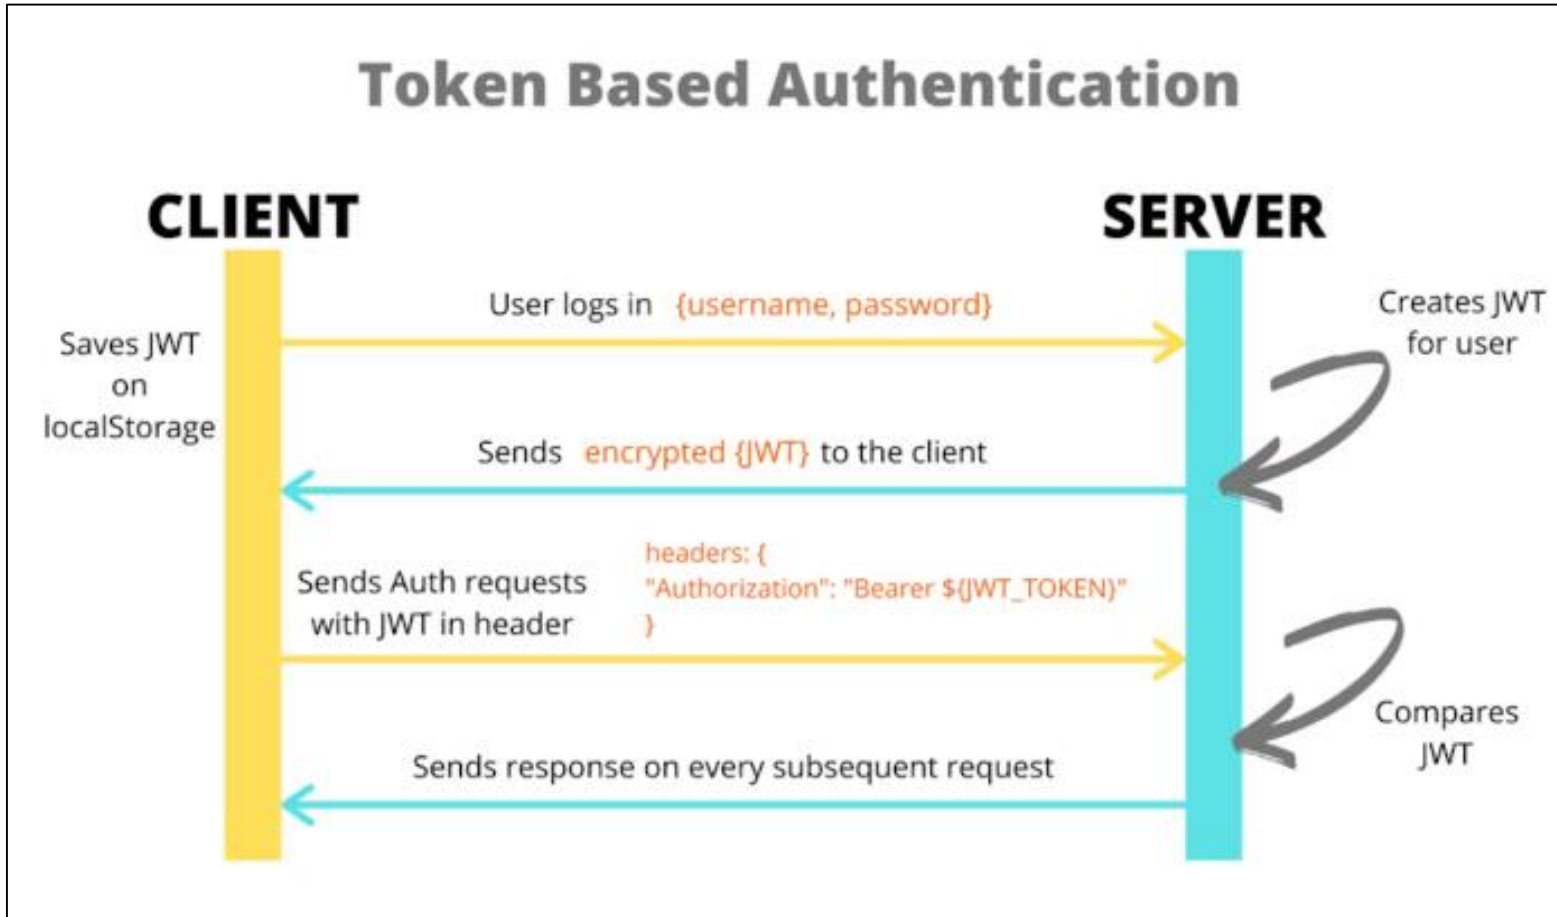 Token Based Authentication
CLIENT
SERVER
User logs in {username, password}
Creates JWT
for user
Saves JWT
on
localStorage
Sends encrypted {JWT} to the client
Sends Auth requests
with JWT in header
headers: {
"Authorization": "Bearer ${JWT_TOKEN}"
}
Compares
JWT
Sends response on every subsequent request